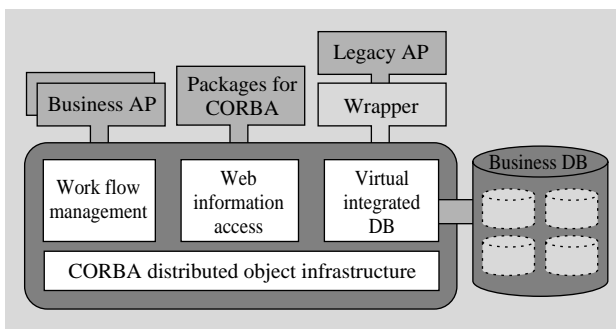 Legacy AP
Packages for
CORBA
Business AP
Wrapper
Business DB
Work flow
management
Web
information
access
Virtual
integrated
DB
CORBA distributed object infrastructure